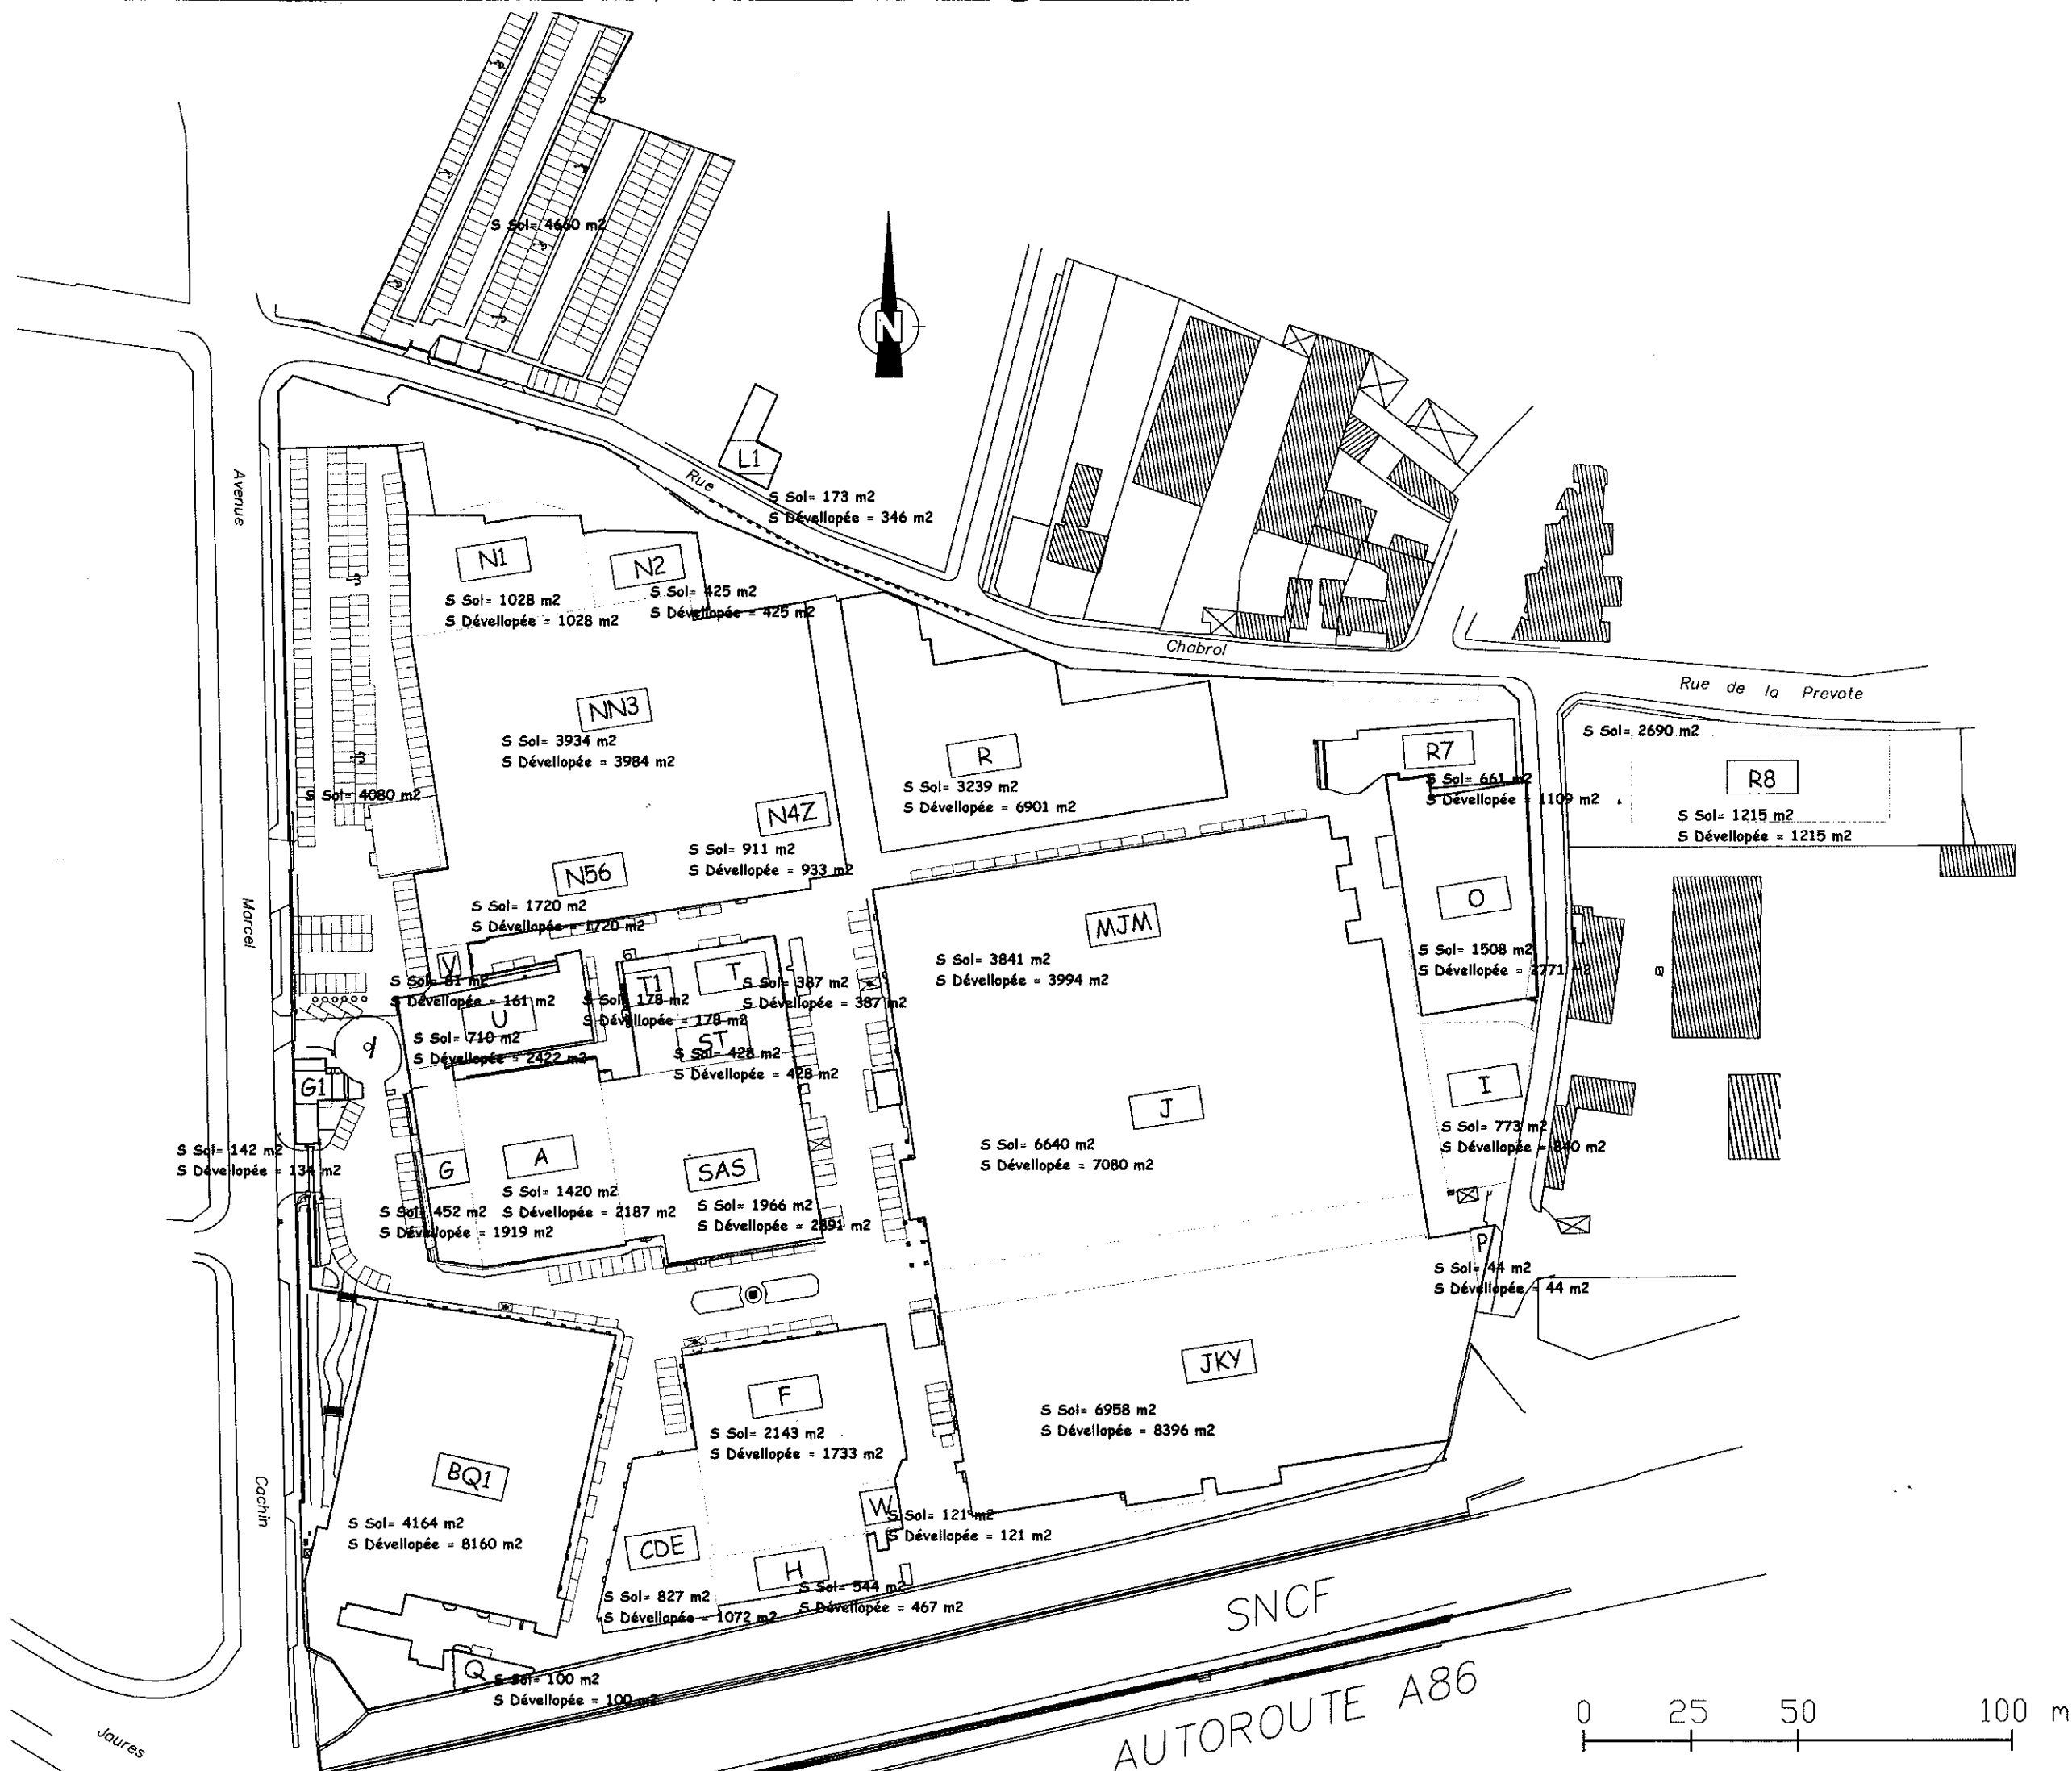 S Sol= 4660 m2
N
L1
Rue
S Sol= 173 m2
S Dévellopée = 346 m2
Avenue
N1
S Sol= 1028 m2
S Dévellopée = 1028 m2
N2
S Sol= 425 m2
S Dévellopée = 425 m2
Chabrol
Rue de la Prevote
NN3
S Sol= 3934 m2
S Dévellopée = 3984 m2
R
S Sol= 3239 m2
S Dévellopée = 6901 m2
R7
S Sol= 661 m2
S Dévellopée = 1109 m2
S Sol= 2690 m2
R8
S Sol= 1215 m2
S Dévellopée = 1215 m2
S Sol= 4080 m2
N4Z
S Sol= 911 m2
S Dévellopée = 933 m2
N56
S Sol= 1720 m2
S Dévellopée = 1720 m2
Marcel
MJM
S Sol= 3841 m2
S Dévellopée = 3994 m2
O
S Sol= 1508 m2
S Dévellopée = 2771 m2
V
S Sol= 81 m2
S Dévellopée = 161 m2
U
S Sol= 710 m2
S Dévellopée = 2422 m2
T1
S Sol= 178 m2
S Dévellopée = 178 m2
T
S Sol= 387 m2
S Dévellopée = 387 m2
ST
S Sol= 428 m2
S Dévellopée = 428 m2
G1
S Sol= 142 m2
S Dévellopée = 134 m2
J
S Sol= 6640 m2
S Dévellopée = 7080 m2
I
S Sol= 773 m2
S Dévellopée = 840 m2
G
S Sol= 452 m2
S Dévellopée = 1919 m2
A
S Sol= 1420 m2
S Dévellopée = 2187 m2
SAS
S Sol= 1966 m2
S Dévellopée = 2891 m2
P
S Sol= 44 m2
S Dévellopée = 44 m2
JKY
S Sol= 6958 m2
S Dévellopée = 8396 m2
F
S Sol= 2143 m2
S Dévellopée = 1733 m2
BQ1
S Sol= 4164 m2
S Dévellopée = 8160 m2
Cachin
W
S Sol= 121 m2
S Dévellopée = 121 m2
CDE
S Sol= 827 m2
S Dévellopée = 1072 m2
H
S Sol= 544 m2
S Dévellopée = 467 m2
Q
S Sol= 100 m2
S Dévellopée = 100 m2
SNCF
AUTOROUTE A86
Jaures
0 25 50 100 m